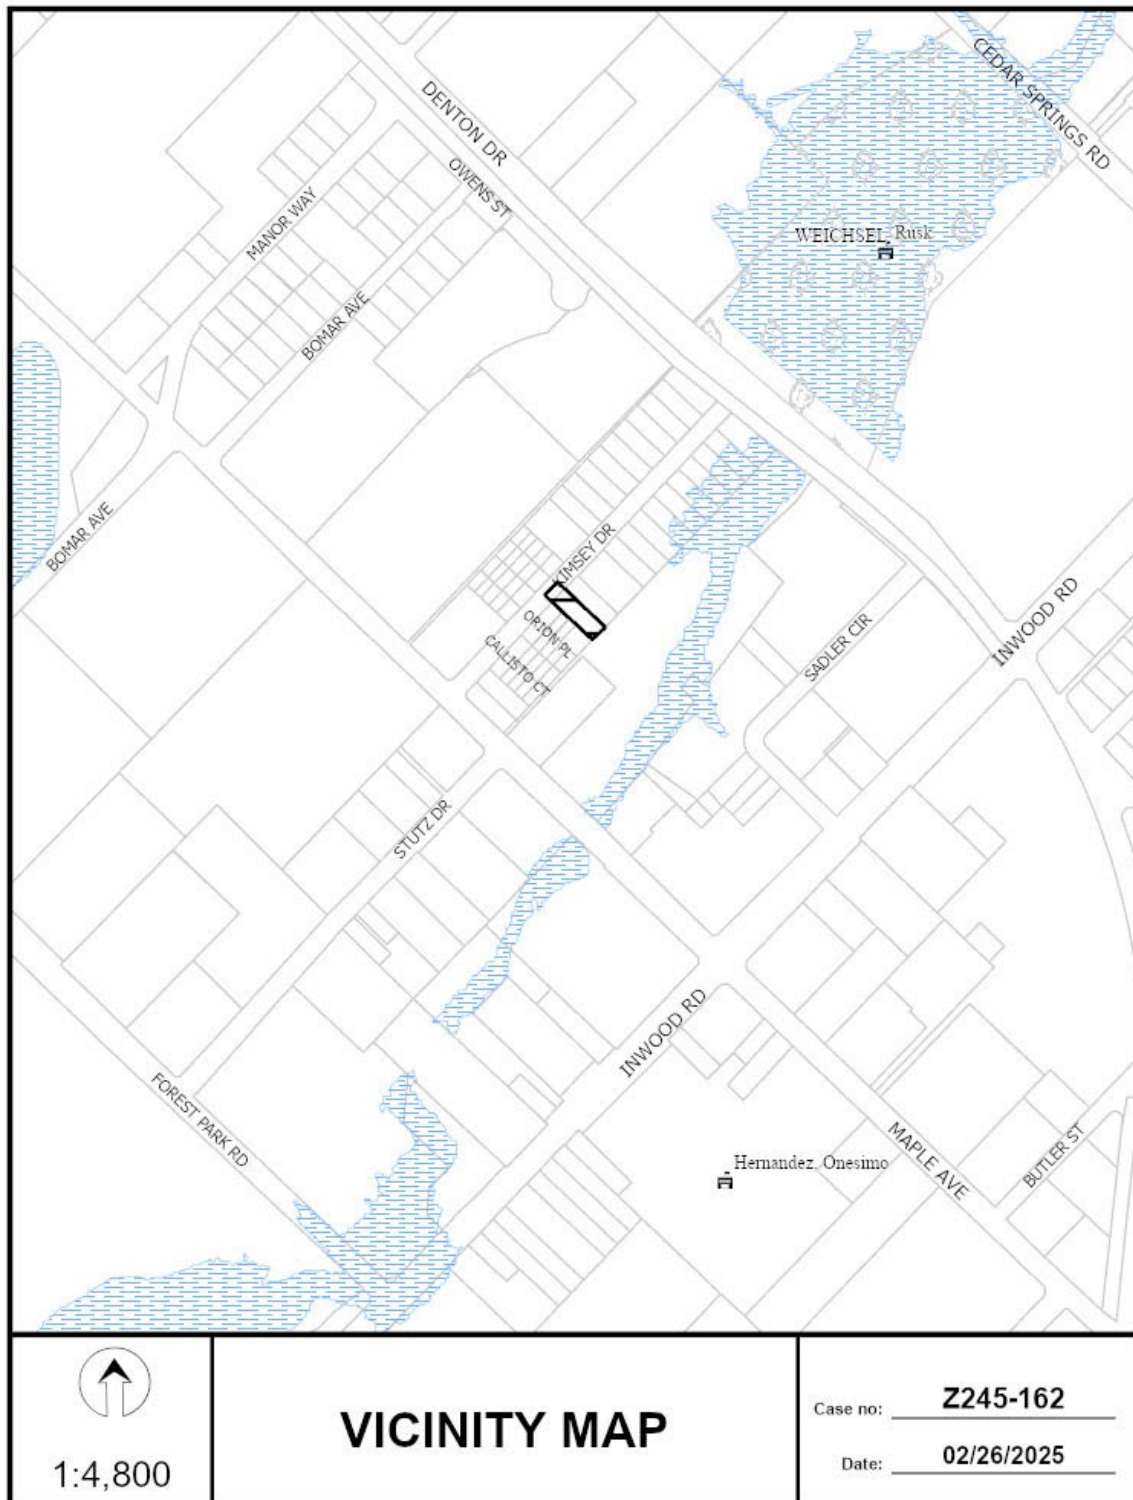 CEDAR SPRINGS RD
DENTON DR
OWENS ST
MANOR WAY
WEICHSEL, Rusk
BOMAR AVE
BOMAR AVE
KIMSEY DR
INWOOD RD
ORION PL
SADLER CIR
CALLISTO CT
STUTZ DR
INWOOD RD
FOREST PARK RD
MAPLE AVE
BUTLER ST
Hernandez, Onesimo
1:4,800
VICINITY MAP
Case no: Z245-162
Date: 02/26/2025